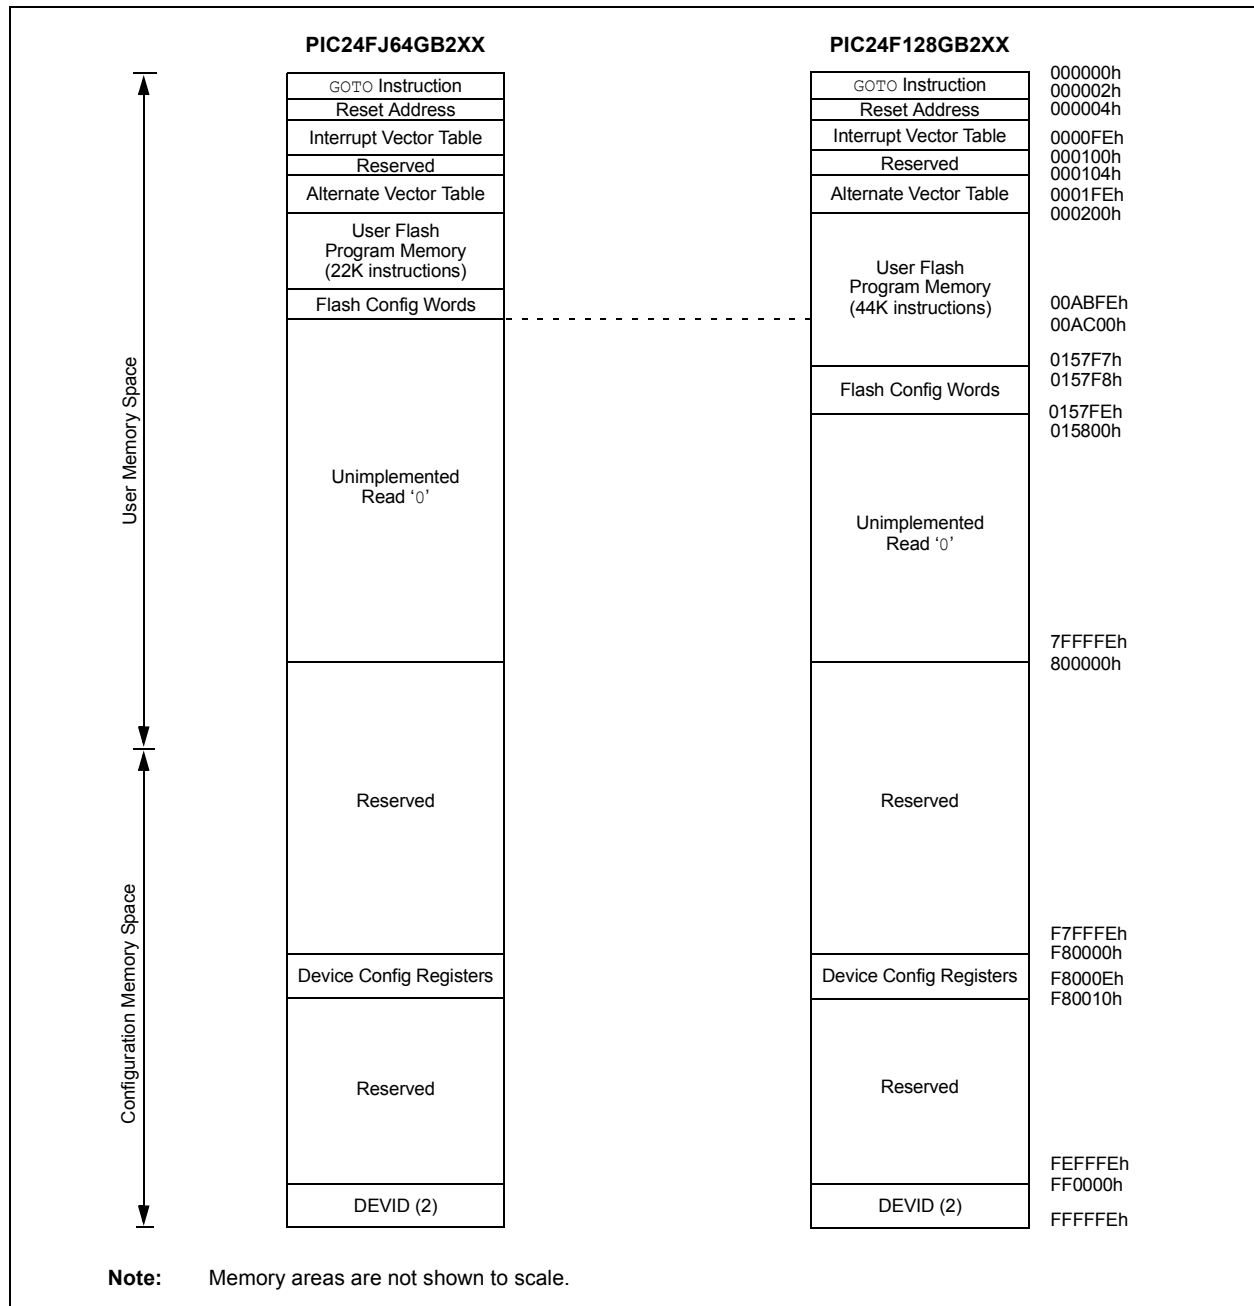 PIC24FJ64GB2XX
GOTO Instruction
Reset Address
Interrupt Vector Table
Reserved
Alternate Vector Table
User Flash
Program Memory
(22K instructions)
Flash Config Words
Unimplemented
Read ‘0’
Reserved
Device Config Registers
Reserved
DEVID (2)
PIC24F128GB2XX
GOTO Instruction
Reset Address
Interrupt Vector Table
Reserved
Alternate Vector Table
User Flash
Program Memory
(44K instructions)
Flash Config Words
Unimplemented
Read ‘0’
Reserved
Device Config Registers
Reserved
DEVID (2)
000000h
000002h
000004h
0000FEh
000100h
000104h
0001FEh
000200h
00ABFEh
00AC00h
0157F7h
0157F8h
0157FEh
015800h
7FFFFEh
800000h
F7FFFEh
F80000h
F8000Eh
F80010h
FEFFFEh
FF0000h
FFFFFEh
User Memory Space
Configuration Memory Space
Note: Memory areas are not shown to scale.